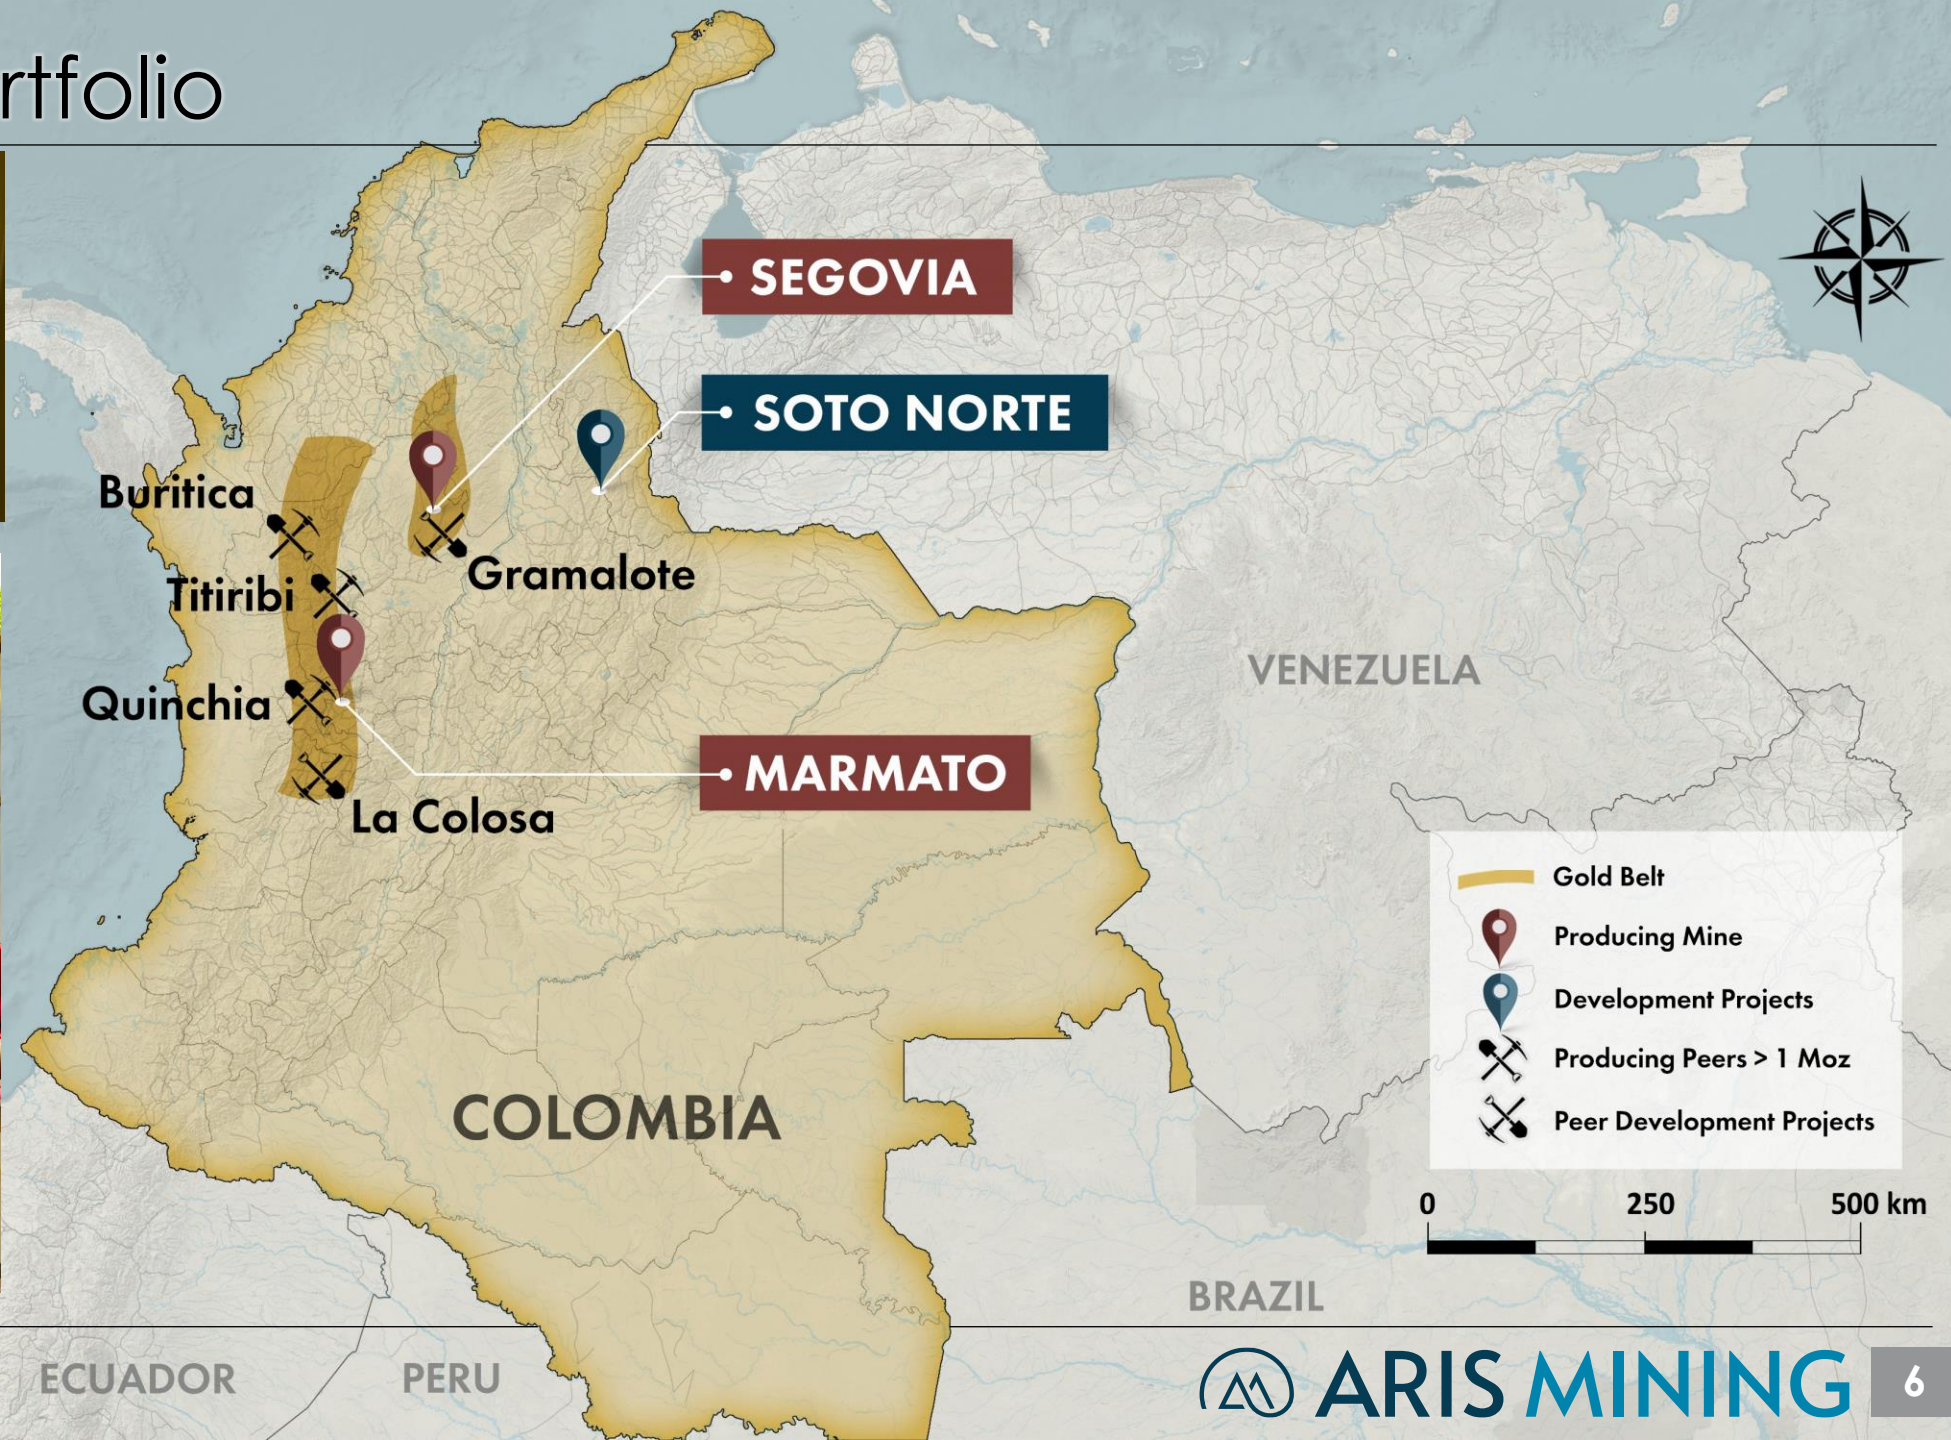 rtfolio
SEGOVIA
SOTO NORTE
Buritica
Gramalote
Titiribi
VENEZUELA
Quinchia
MARMATO
La Colosa
Gold Belt
Producing Mine
Development Projects
Producing Peers > 1 Moz
Peer Development Projects
COLOMBIA
0 250 500 km
BRAZIL
ECUADOR
PERU
ARIS MINING
6